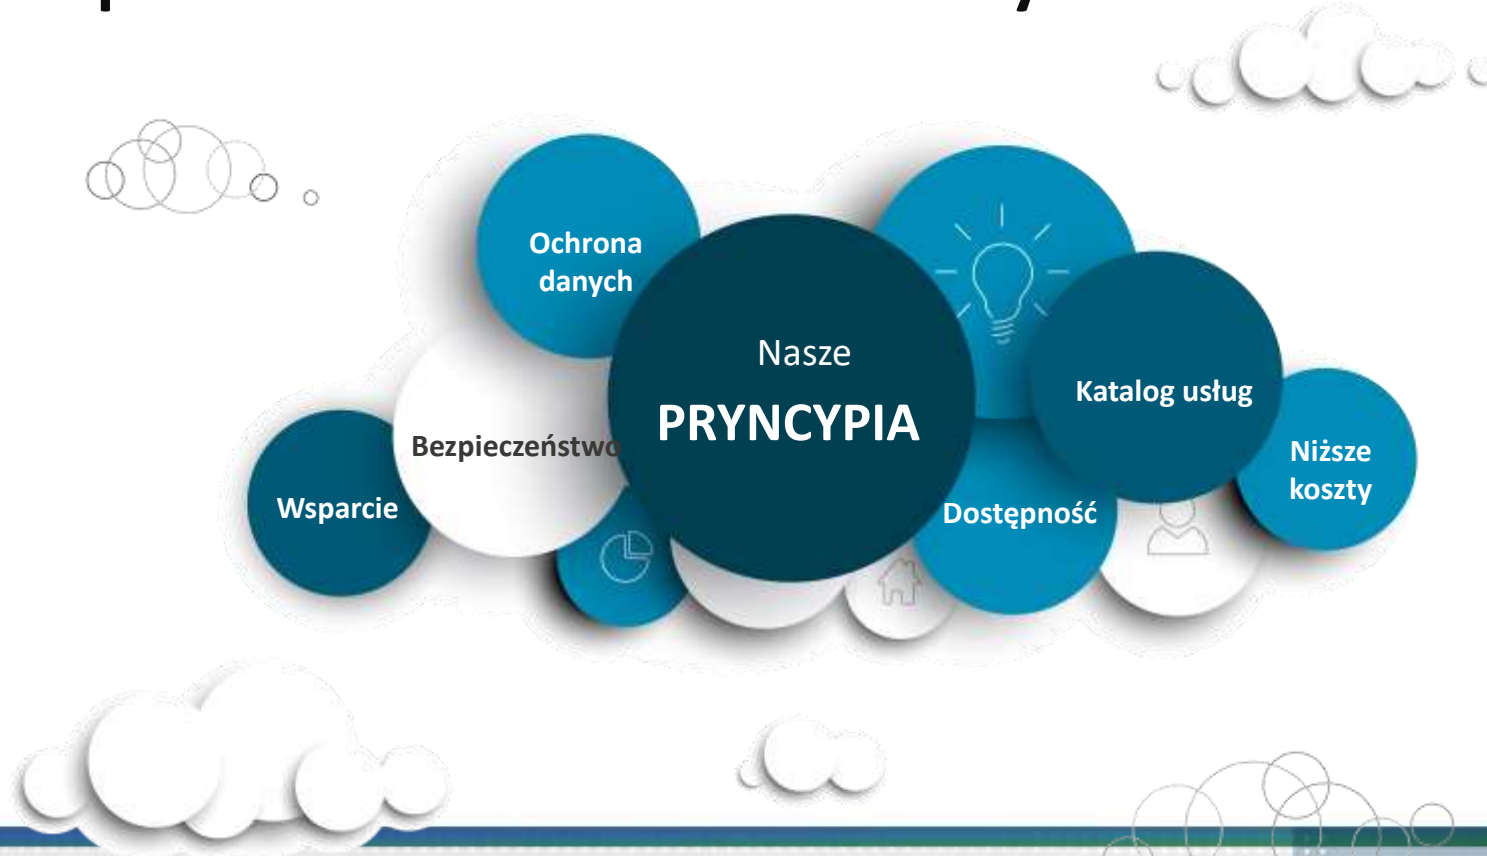 Ochrona
danych
Nasze
PRYNCYPIA
Katalog usług
Bezpieczeństwo
Niższe
koszty
Wsparcie
Dostępność